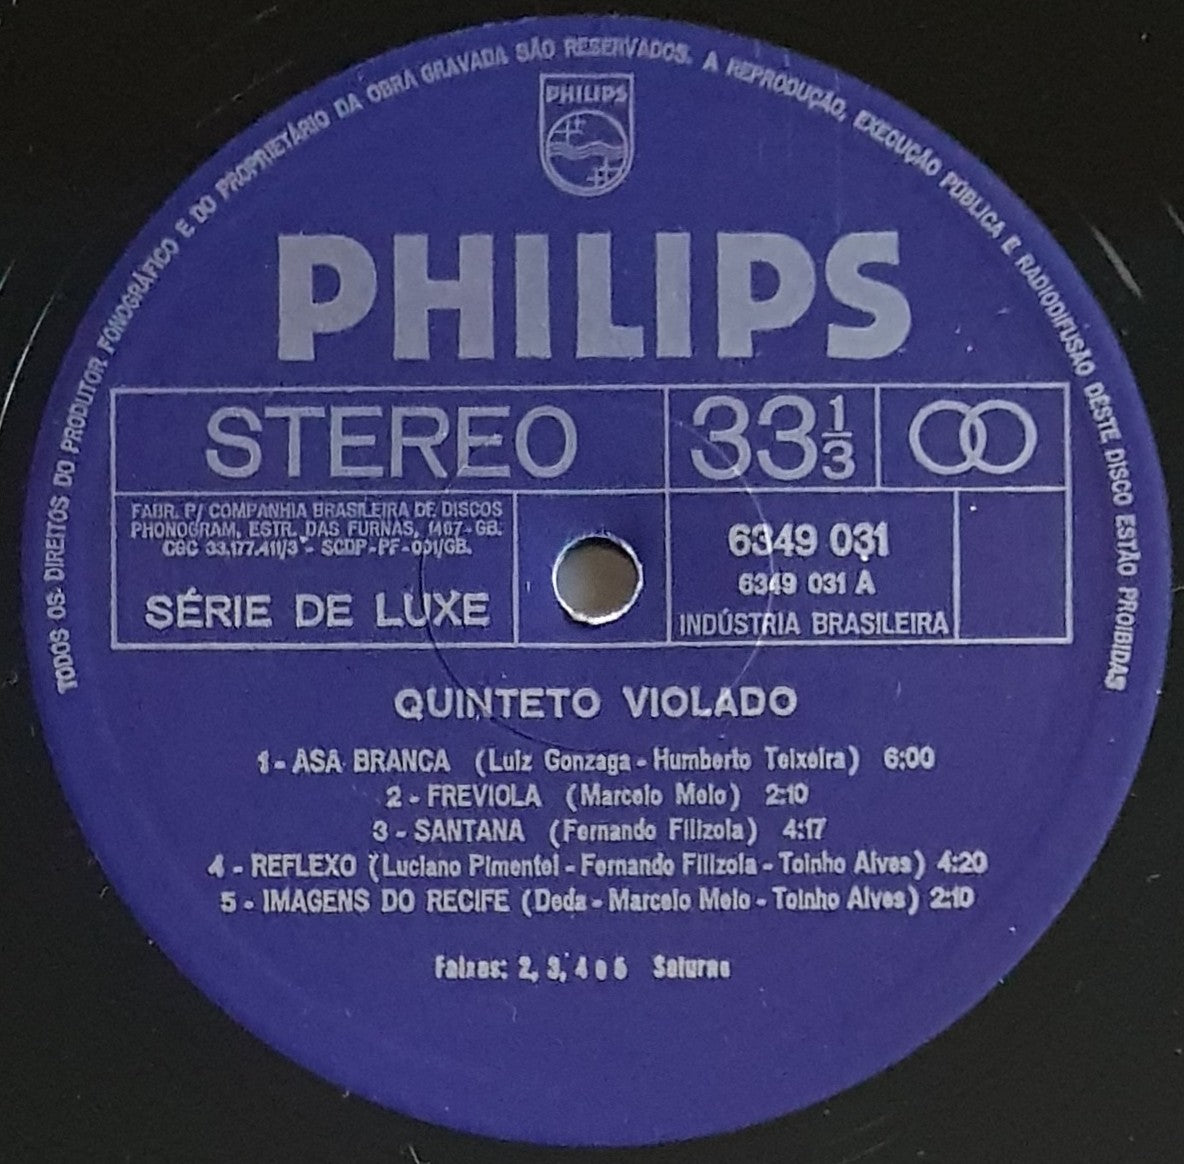 TODOS OS DIREITOS DO PRODUTOR FONOGRÁFICO E DO PROPRIETÁRIO DA OBRA GRAVADA SÃO RESERVADOS. A REPRODUÇÃO, EXECUÇÃO PÚBLICA E RADIODIFUSÃO DESTE DISCO ESTÃO PROIBIDAS
PHILIPS
PHILIPS
STEREO
33 1/3
FABR. P/ COMPANHIA BRASILEIRA DE DISCOS
PHONOGRAM, ESTR. DAS FURNAS, 1467-GB.
CGC 33.177.411/3 - SCDP-PF-001/GB.
SÉRIE DE LUXE
6349 031
6349 031 A
INDÚSTRIA BRASILEIRA
QUINTETO VIOLADO
1 - ASA BRANCA (Luiz Gonzaga - Humberto Teixeira) 6:00
2 - FREVIOLA (Marcelo Melo) 2:10
3 - SANTANA (Fernando Filizola) 4:17
4 - REFLEXO (Luciano Pimentel - Fernando Filizola - Toinho Alves) 4:20
5 - IMAGENS DO RECIFE (Deda - Marcelo Melo - Toinho Alves) 2:10
Faixas: 2, 3, 4 e 5 Saturno